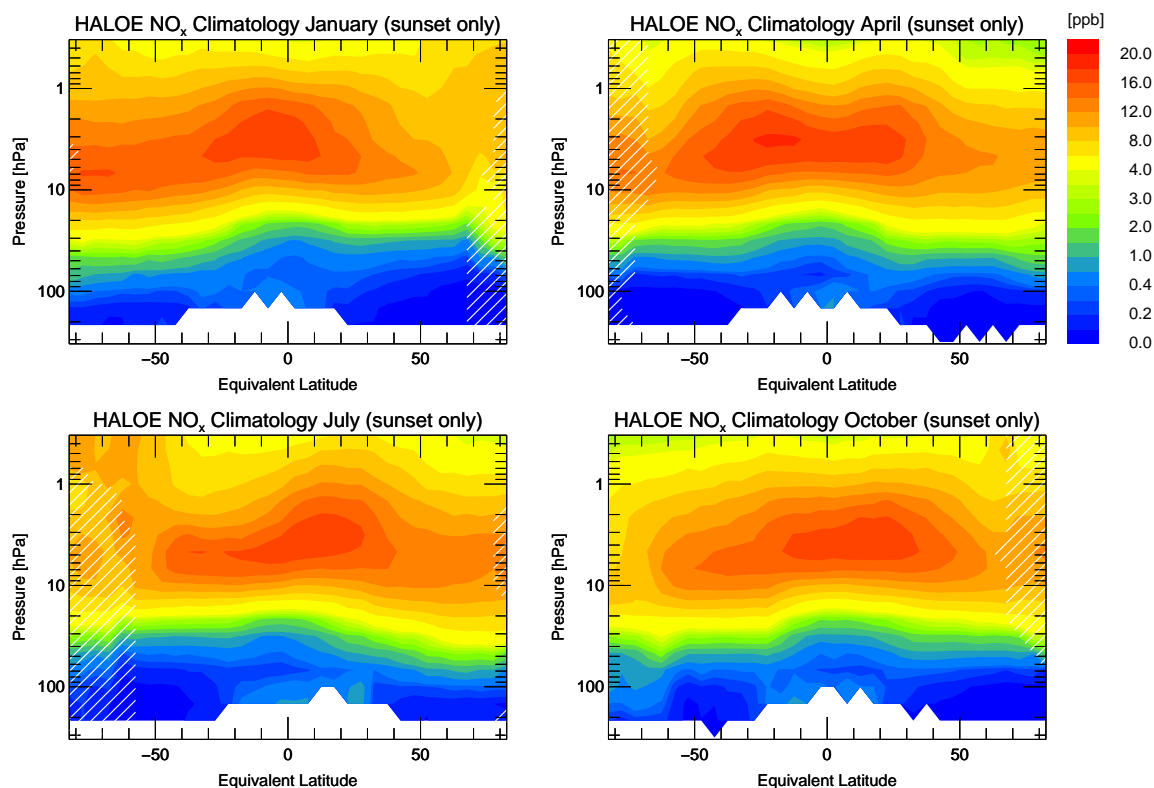 HALOE NOx Climatology January (sunset only)
HALOE NOx Climatology April (sunset only)
[ppb]
20.0
16.0
12.0
8.0
4.0
3.0
2.0
1.0
0.4
0.2
0.0
Pressure [hPa]
1
10
100
−50 0 50
Equivalent Latitude
Pressure [hPa]
1
10
100
−50 0 50
Equivalent Latitude
HALOE NOx Climatology July (sunset only)
HALOE NOx Climatology October (sunset only)
Pressure [hPa]
1
10
100
−50 0 50
Equivalent Latitude
Pressure [hPa]
1
10
100
−50 0 50
Equivalent Latitude